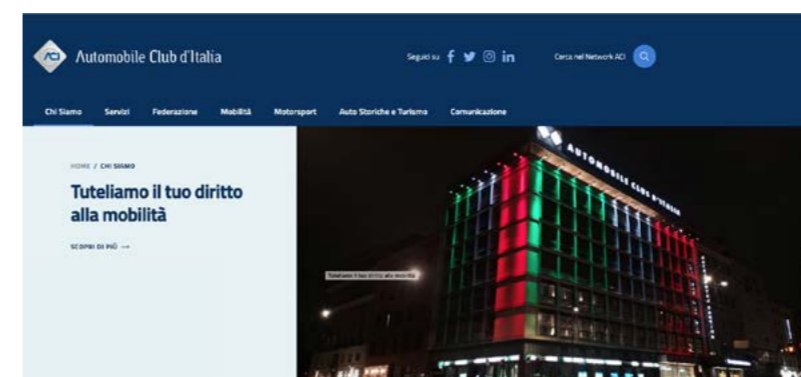 ACI
Automobile Club d'Italia
Seguici su
Cerca nel Network ACI
Chi Siamo Servizi Federazione Mobilità Motorsport Auto Storiche e Turismo Comunicazione
HOME / CHI SIAMO
Tuteliamo il tuo diritto
alla mobilità
SCOPRI DI PIÙ →
AUTOMOBILE CLUB D'ITALIA
Tuteliamo il tuo diritto alla mobilità